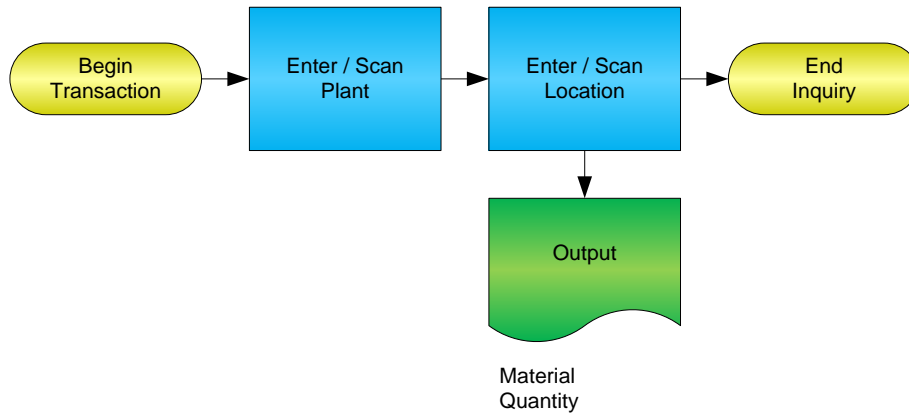 Begin
Transaction
Enter / Scan
Plant
Enter / Scan
Location
End
Inquiry
Output
Material
Quantity